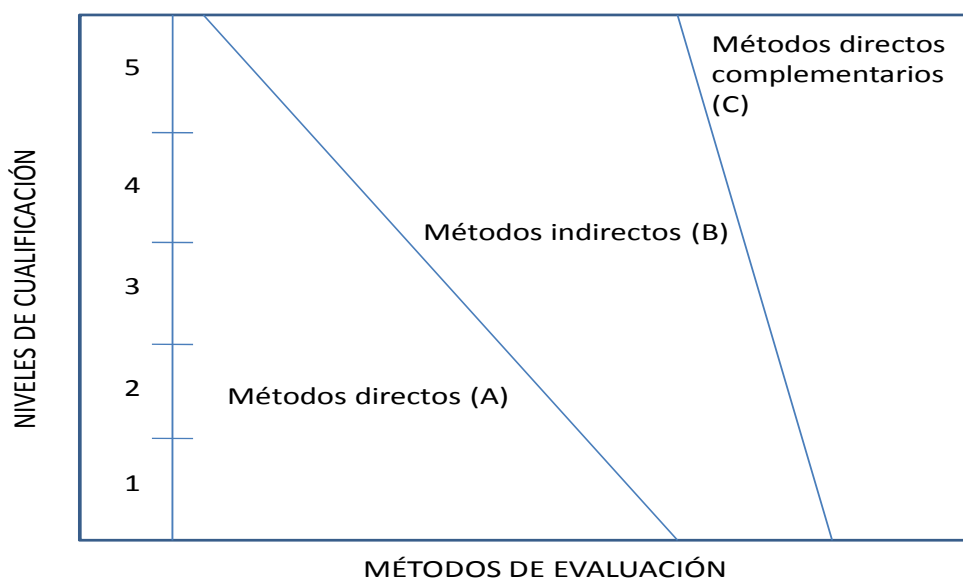 NIVELES DE CUALIFICACIÓN
5
4
3
2
1
Métodos directos
complementarios
(C)
Métodos indirectos (B)
Métodos directos (A)
MÉTODOS DE EVALUACIÓN